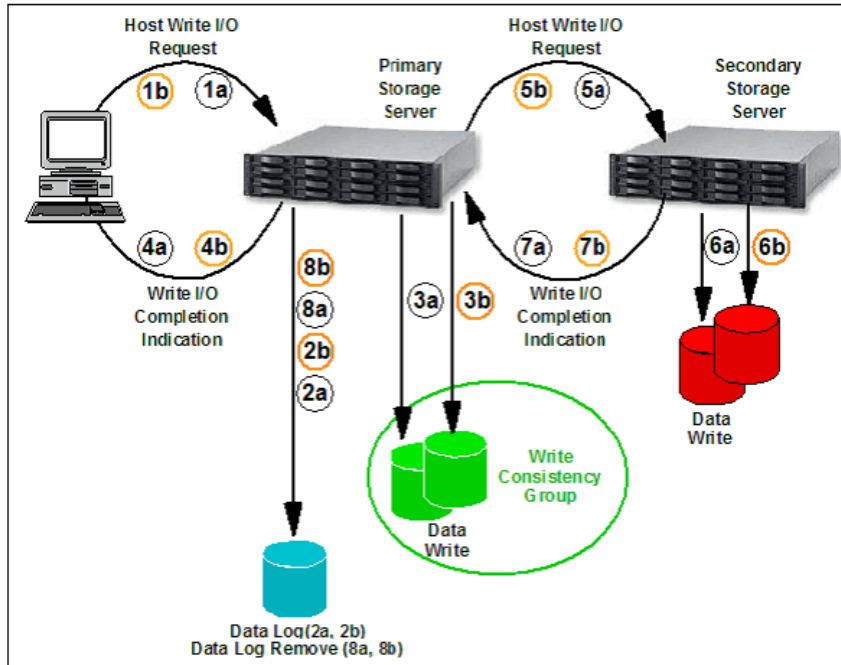 Host Write I/O
Request
1b 1a
Primary
Storage
Server
Host Write I/O
Request
5b 5a
Secondary
Storage
Server
4a 4b
Write I/O
Completion
Indication
8b
8a
2b
2a
3a 3b
7a 7b
Write I/O
Completion
Indication
6a 6b
Data
Write
Write
Consistency
Group
Data
Write
Data Log(2a, 2b)
Data Log Remove (8a, 8b)